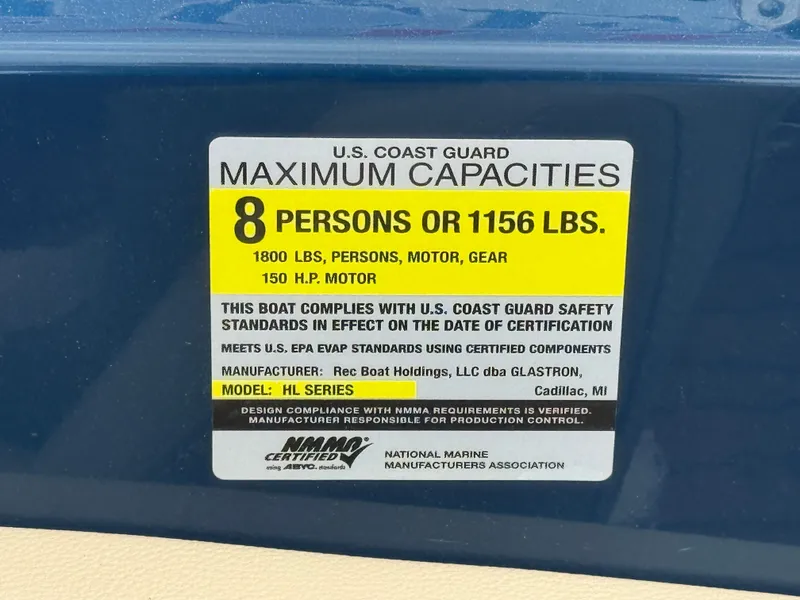 U.S. COAST GUARD
MAXIMUM CAPACITIES
8 PERSONS OR 1156 LBS.
1800 LBS, PERSONS, MOTOR, GEAR
150 H.P. MOTOR
THIS BOAT COMPLIES WITH U.S. COAST GUARD SAFETY
STANDARDS IN EFFECT ON THE DATE OF CERTIFICATION
MEETS U.S. EPA EVAP STANDARDS USING CERTIFIED COMPONENTS
MANUFACTURER: Rec Boat Holdings, LLC dba GLASTRON,
MODEL: HL SERIES Cadillac, MI
DESIGN COMPLIANCE WITH NMMA REQUIREMENTS IS VERIFIED.
MANUFACTURER RESPONSIBLE FOR PRODUCTION CONTROL.
NMMA®
CERTIFIED
using ABYC. standards
NATIONAL MARINE
MANUFACTURERS ASSOCIATION